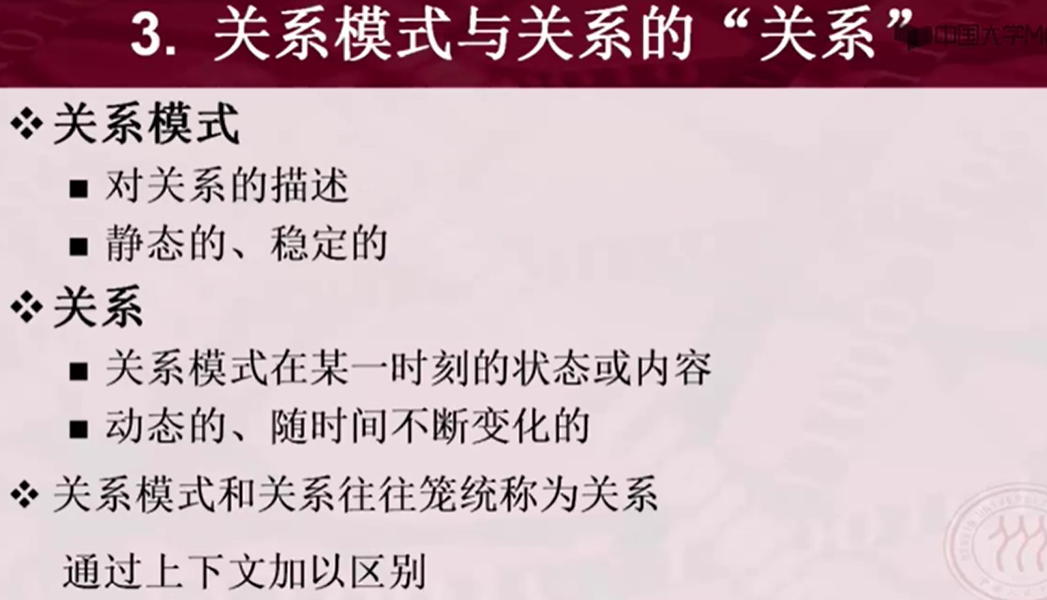 3. 关系模式与关系的“关系”
中国大学M
❖关系模式
■ 对关系的描述
■ 静态的、稳定的
❖关系
■ 关系模式在某一时刻的状态或内容
■ 动态的、随时间不断变化的
❖ 关系模式和关系往往笼统称为关系
通过上下文加以区别